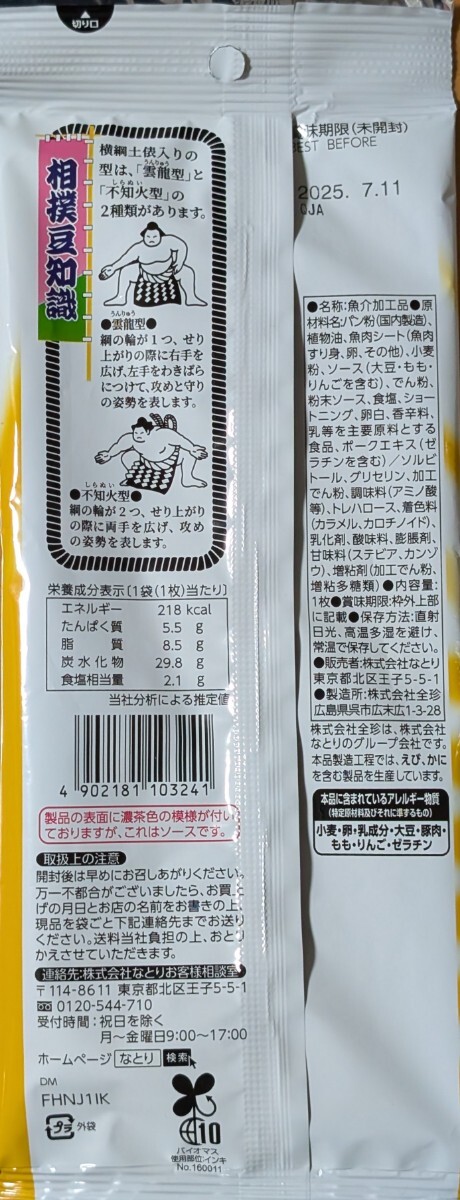 切り口
相撲豆知識
横綱土俵入りの
型は、「雲龍型」と
「不知火型」の
2種類があります。
●雲龍型●
綱の輪が1つ、せり
上がりの際に右手を
広げ、左手をわきばら
につけて、攻めと守り
の姿勢を表します。
●不知火型●
綱の輪が2つ、せり上がり
の際に両手を広げ、攻め
の姿勢を表します。
栄養成分表示[1袋(1枚)当たり]
エネルギー 218 kcal
たんぱく質 5.5 g
脂質 8.5 g
炭水化物 29.8 g
食塩相当量 2.1 g
当社分析による推定値
4 902181 103241
製品の表面に濃茶色の模様が付い
ておりますが、これはソースです。
取扱上の注意
開封後は早めにお召しあがりください。
万一不都合がございましたら、お買上
げの月日とお店の名前をお書きの上、
現品を袋ごと下記連絡先までお送り
ください。送料当社負担の上、おとり
かえさせていただきます。
連絡先:株式会社なとりお客様相談室
〒114-8611 東京都北区王子5-5-1
0120-544-710
受付時間:祝日を除く
月〜金曜日9:00〜17:00
ホームページ なとり 検索
DM
FHNJ1IK
プラ 外袋
10
バイオマス
使用部位:インキ
No.160011
味期限(未開封)
BEST BEFORE
2025. 7.11
QJA
●名称:魚介加工品●原
材料名:パン粉(国内製造)、
植物油、魚肉シート(魚肉
すり身、卵、その他)、小麦
粉、ソース(大豆・もも・
りんごを含む)、でん粉、
粉末ソース、食塩、ショー
トニング、卵白、香辛料、
乳等を主要原料とする
食品、ポークエキス(ゼ
ラチンを含む)/ソルビ
トール、グリセリン、加工
でん粉、調味料(アミノ酸
等)、トレハロース、着色料
(カラメル、カロチノイド)、
乳化剤、酸味料、膨脹剤、
甘味料(ステビア、カンゾ
ウ)、増粘剤(加工でん粉、
増粘多糖類)●内容量:
1枚●賞味期限:枠外上部
に記載●保存方法:直射
日光、高温多湿を避け、
常温で保存してください。
●販売者:株式会社なとり
東京都北区王子5-5-1
●製造所:株式会社全珍
広島県呉市広末広1-3-28
株式会社全珍は、株式会社
なとりのグループ会社です。
本品製造工程では、えび、かに
を含む製品を生産しています。
本品に含まれているアレルギー物質
(特定原材料及びそれに準ずるもの)
小麦・卵・乳成分・大豆・豚肉・
もも・りんご・ゼラチン